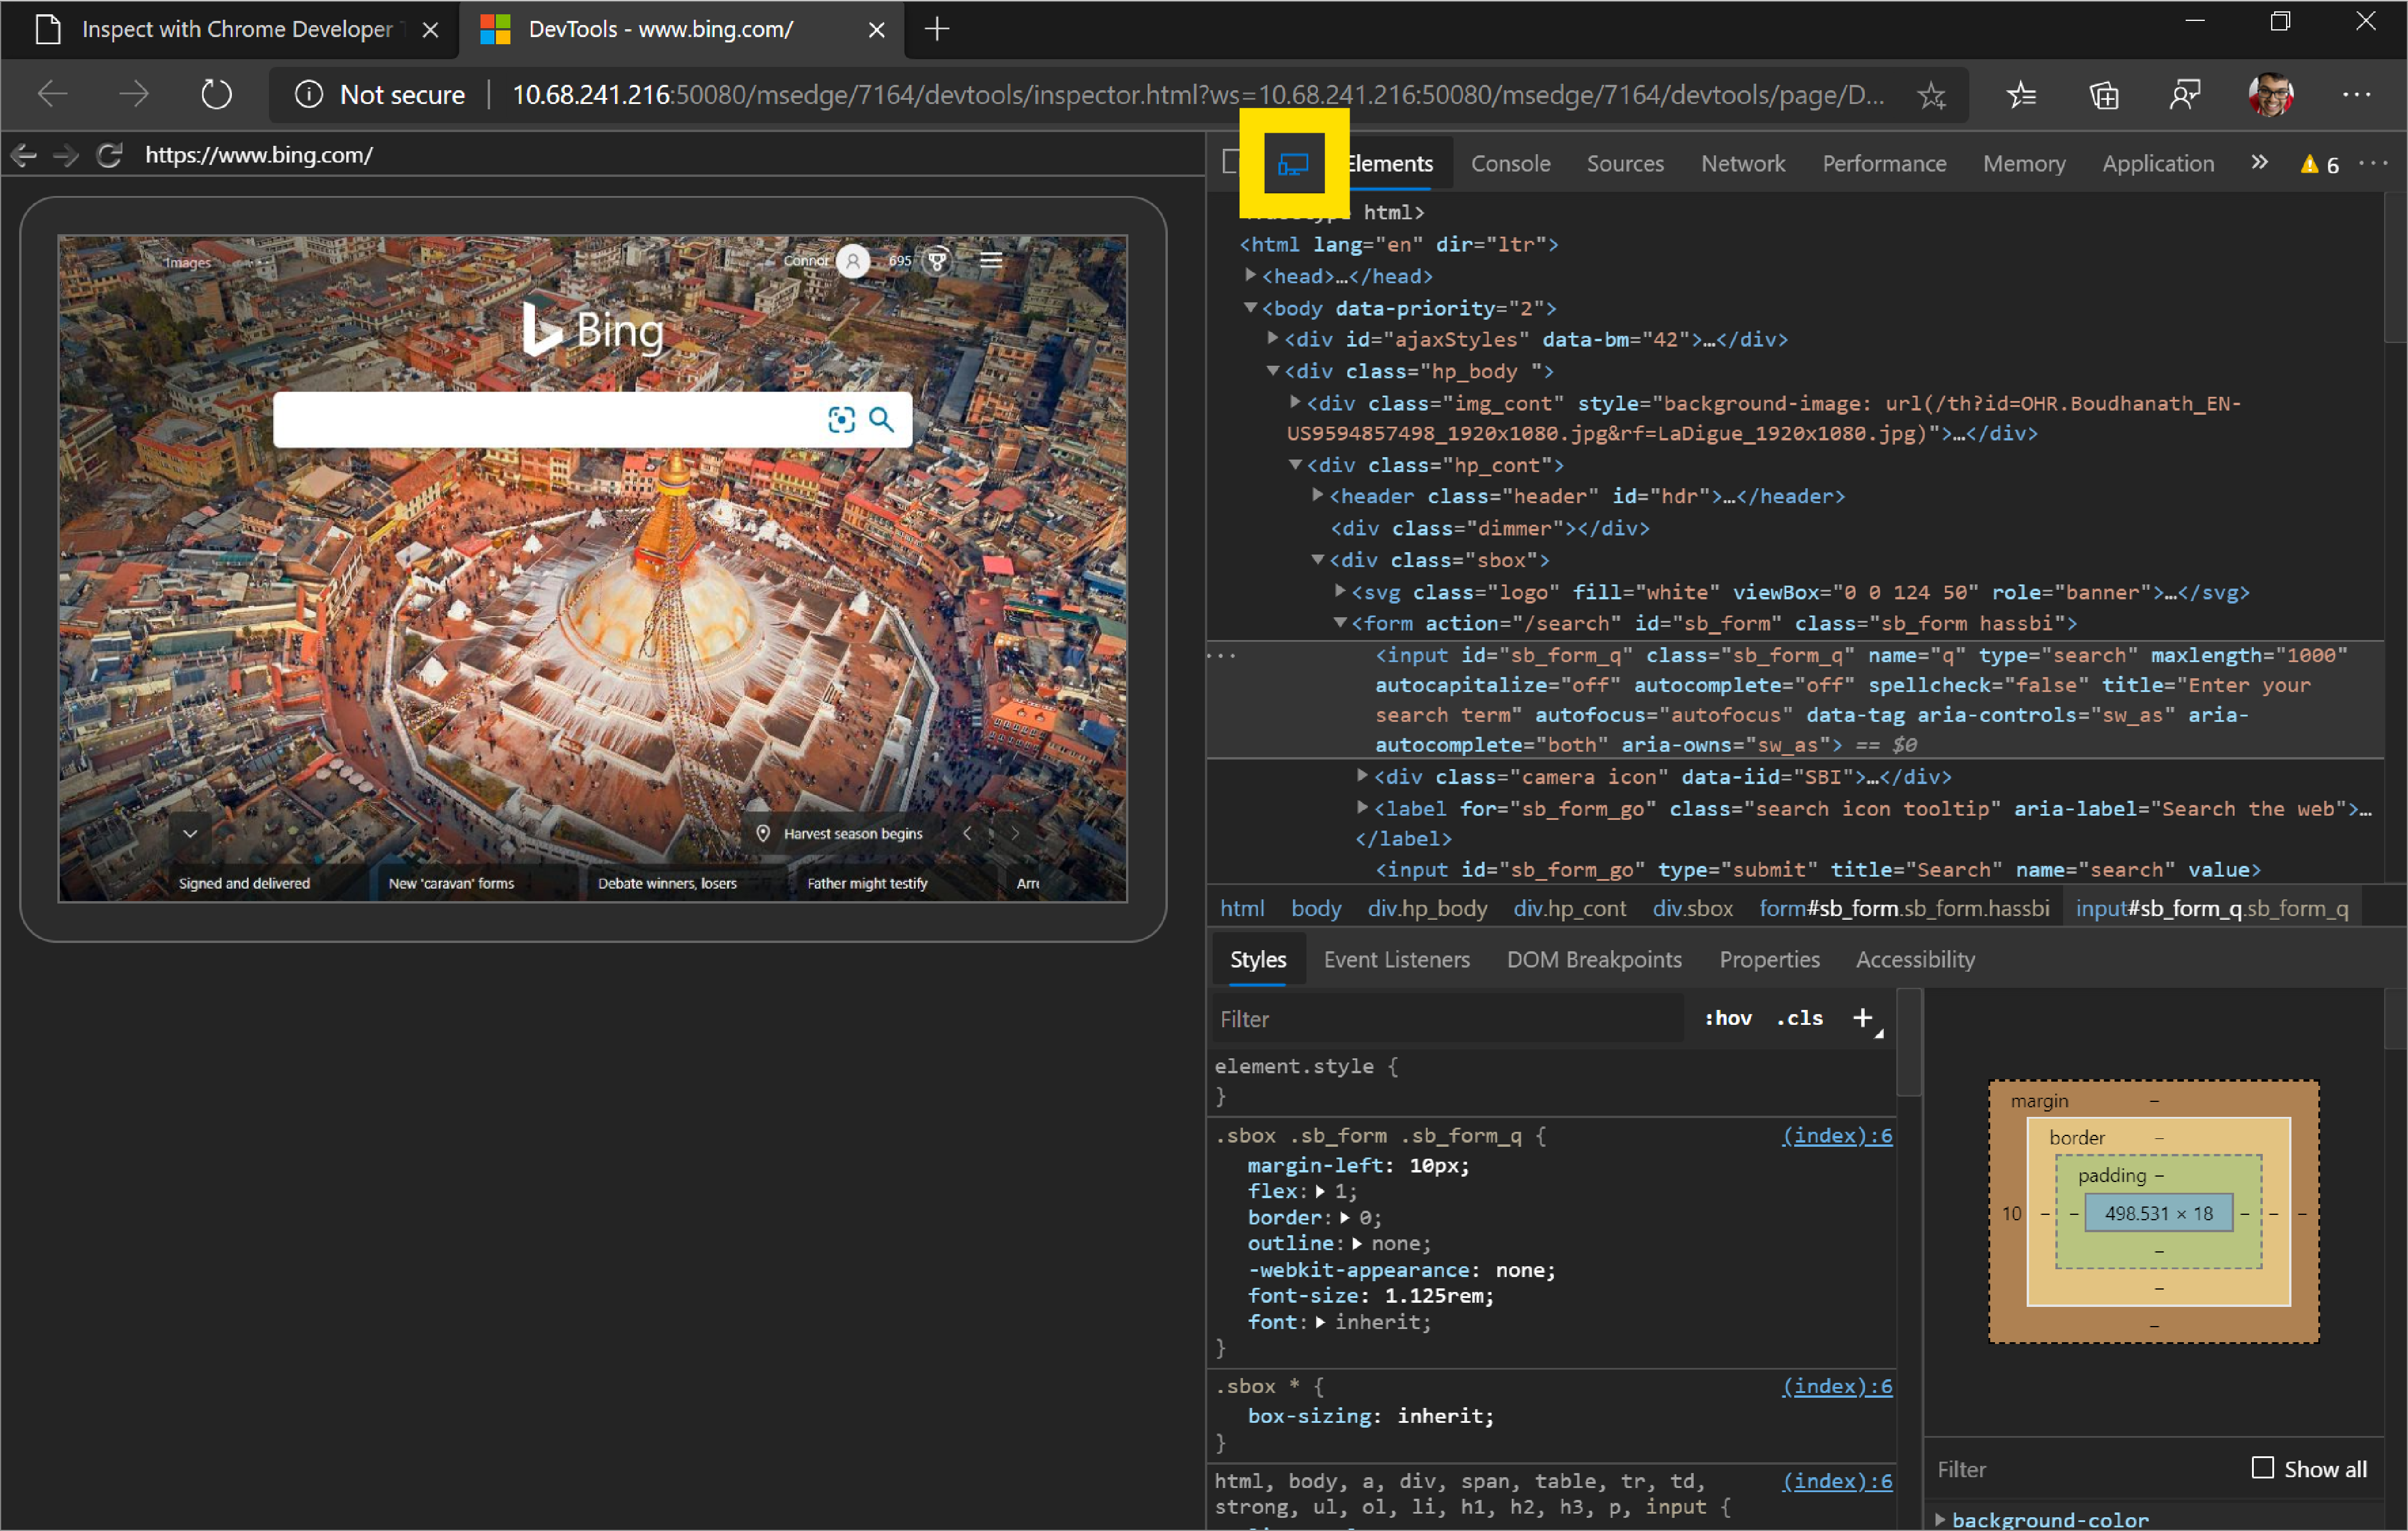 Inspect with Chrome Developer
DevTools - www.bing.com/
Not secure
10.68.241.216:50080/msedge/7164/devtools/inspector.html?ws=10.68.241.216:50080/msedge/7164/devtools/page/D...
https://www.bing.com/
Elements Console Sources Network Performance Memory Application » 6
Images
Connor 695
Bing
Harvest season begins
Signed and delivered New 'caravan' forms Debate winners, losers Father might testify Arr
html>
<html lang="en" dir="ltr">
<head>…</head>
<body data-priority="2">
<div id="ajaxStyles" data-bm="42">…</div>
<div class="hp_body ">
<div class="img_cont" style="background-image: url(/th?id=OHR.Boudhanath_EN-
US9594857498_1920x1080.jpg&rf=LaDigue_1920x1080.jpg)">…</div>
<div class="hp_cont">
<header class="header" id="hdr">…</header>
<div class="dimmer"></div>
<div class="sbox">
<svg class="logo" fill="white" viewBox="0 0 124 50" role="banner">…</svg>
<form action="/search" id="sb_form" class="sb_form hassbi">
<input id="sb_form_q" class="sb_form_q" name="q" type="search" maxlength="1000"
autocapitalize="off" autocomplete="off" spellcheck="false" title="Enter your
search term" autofocus="autofocus" data-tag aria-controls="sw_as" aria-
autocomplete="both" aria-owns="sw_as"> == $0
<div class="camera icon" data-iid="SBI">…</div>
<label for="sb_form_go" class="search icon tooltip" aria-label="Search the web">…
</label>
<input id="sb_form_go" type="submit" title="Search" name="search" value>
html body div.hp_body div.hp_cont div.sbox form#sb_form.sb_form.hassbi input#sb_form_q.sb_form_q
Styles Event Listeners DOM Breakpoints Properties Accessibility
Filter :hov .cls +
element.style {
}
.sbox .sb_form .sb_form_q { (index):6
margin-left: 10px;
flex: 1;
border: 0;
outline: none;
-webkit-appearance: none;
font-size: 1.125rem;
font: inherit;
}
.sbox * { (index):6
box-sizing: inherit;
}
html, body, a, div, span, table, tr, td, (index):6
strong, ul, ol, li, h1, h2, h3, p, input {
margin –
border –
padding –
10 – – 498.531 × 18 – – –
–
–
–
Filter Show all
background-color